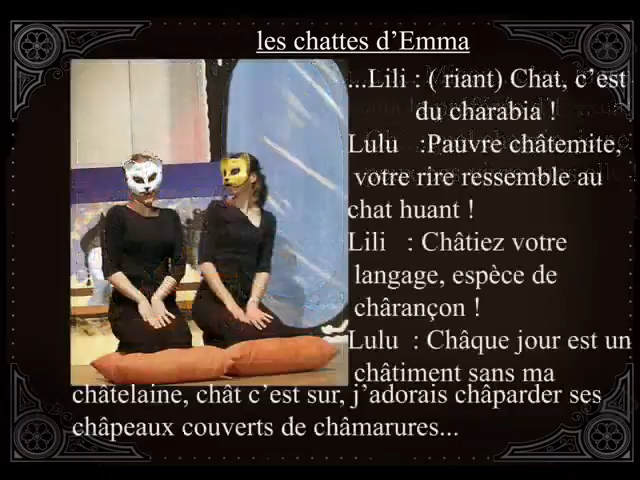 les chattes d’Emma
...Lili : ( riant) Chat, c’est
du charabia !
Lulu :Pauvre châtemite,
votre rire ressemble au
chat huant !
Lili : Châtiez votre
langage, espèce de
chârançon !
Lulu : Châque jour est un
châtiment sans ma
châtelaine, chât c’est sur, j’adorais châparder ses
châpeaux couverts de châmarures...